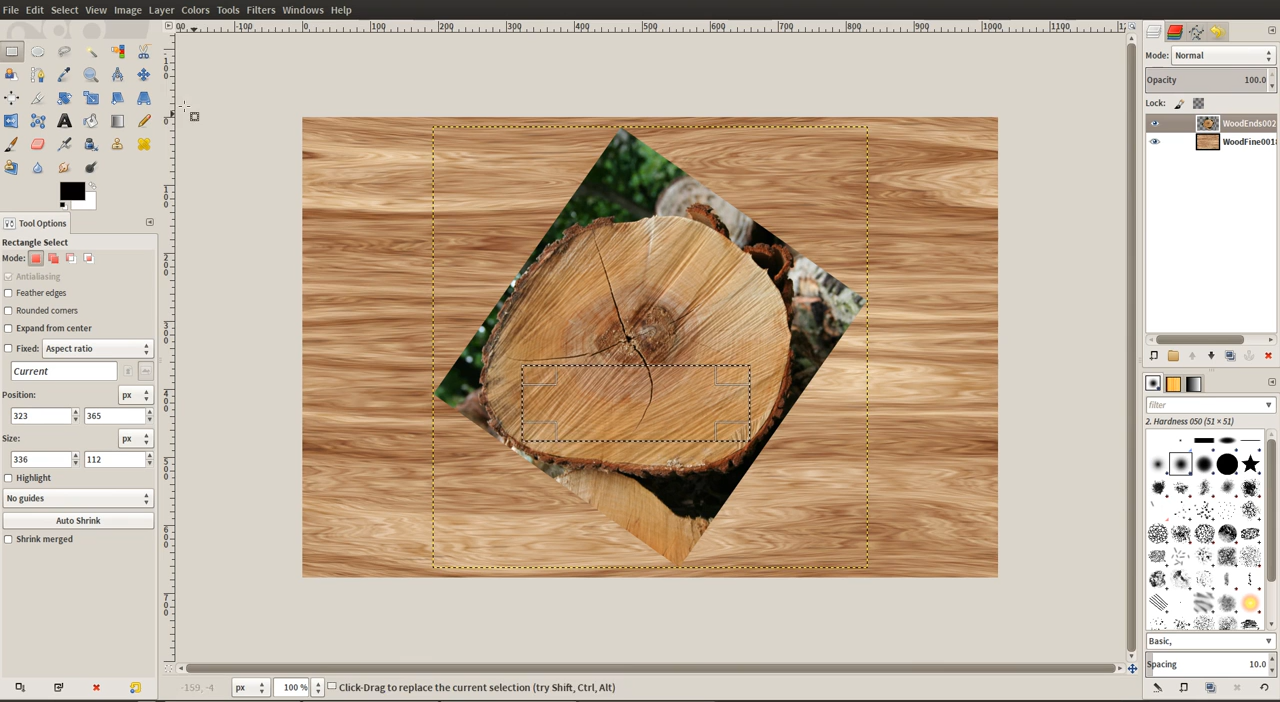 File Edit Select View Image Layer Colors Tools Filters Windows Help
-100 0 100 200 300 400 500 600 700 800 900 1000 1100
Mode: Normal
Opacity 100.0
Lock:
WoodEnds002
WoodFine001
Tool Options
Rectangle Select
Mode:
Antialiasing
Feather edges
Rounded corners
Expand from center
Fixed: Aspect ratio
Current
Position: px
323 365
Size: px
336 112
Highlight
No guides
Auto Shrink
Shrink merged
filter
2. Hardness 050 (51 × 51)
Basic,
Spacing 10.0
-159, -4 px 100 % Click-Drag to replace the current selection (try Shift, Ctrl, Alt)